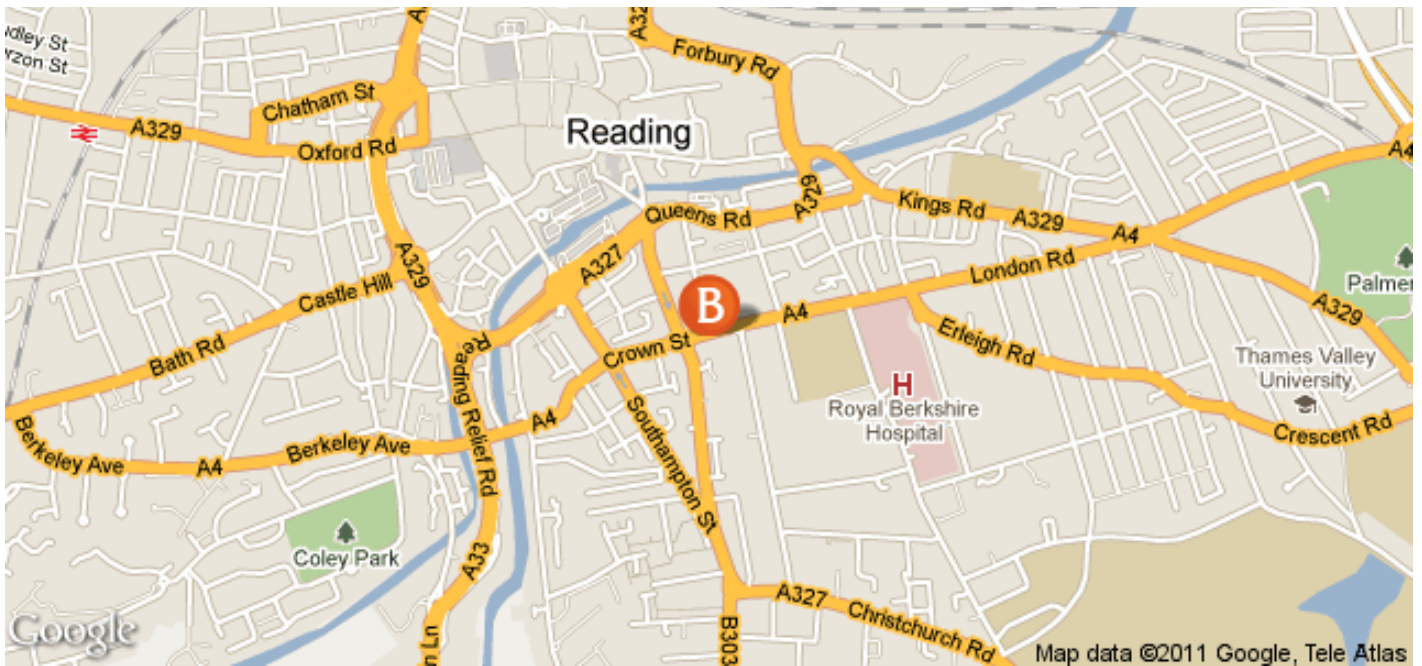 A32
udley St
Forbury Rd
rzon St
Chatham St
A329
Reading
Oxford Rd
A4
A329
Kings Rd
Queens Rd
A329
A4
A327
London Rd
A329
Castle Hill
Palmer
B
A4
A329
Bath Rd
Crown St
Erleigh Rd
Thames Valley
University
H
Royal Berkshire
Hospital
Reading Relief Rd
Berkeley Ave
A4
Berkeley Ave
A4
Southampton St
Crescent Rd
Coley Park
A33
A327
Christchurch Rd
B303
n Ln
Google
Map data ©2011 Google, Tele Atlas